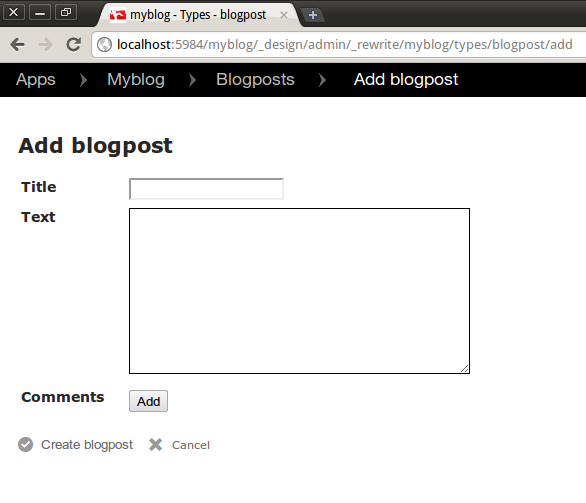 myblog - Types - blogpost
localhost:5984/myblog/_design/admin/_rewrite/myblog/types/blogpost/add
Apps Myblog Blogposts Add blogpost
Add blogpost
Title
Text
Comments Add
Create blogpost Cancel